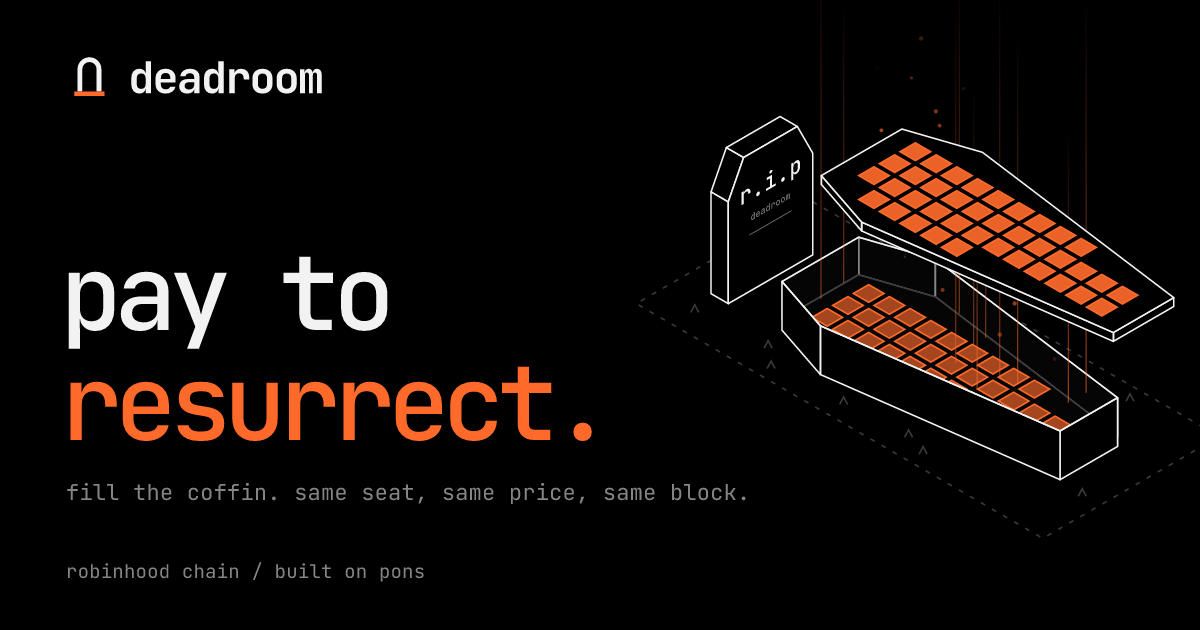 deadroom
r.i.p
deadroom
pay to
resurrect.
fill the coffin. same seat, same price, same block.
robinhood chain / built on pons